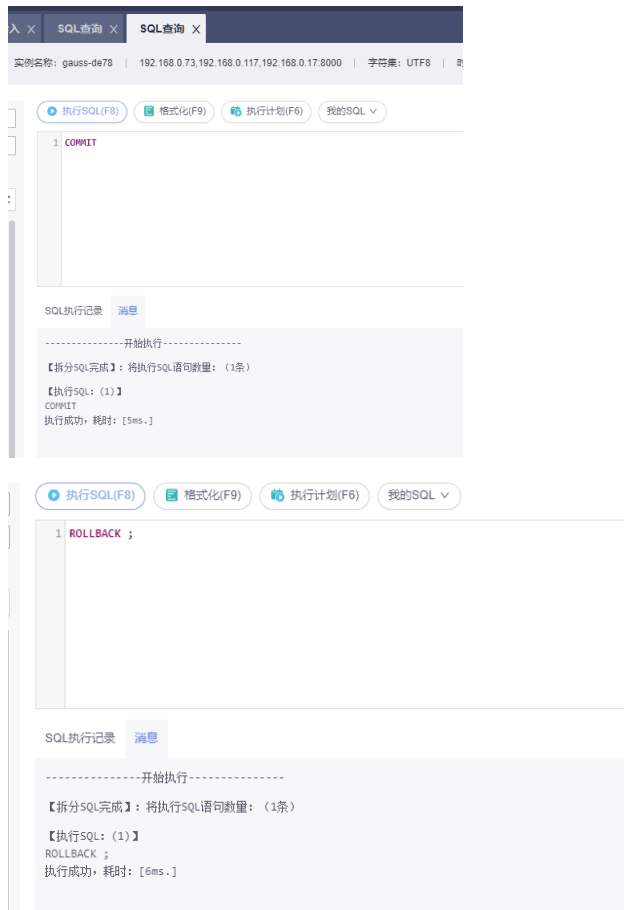 入 X SQL查询 X SQL查询 X
实例名称: gauss-de78 | 192.168.0.73,192.168.0.117,192.168.0.17:8000 | 字符集: UTF8 |
执行SQL(F8) 格式化(F9) 执行计划(F6) 我的SQL
1 COMMIT
SQL执行记录 消息
---------------开始执行---------------
【拆分SQL完成】: 将执行SQL语句数量: (1条)
【执行SQL: (1)】
COMMIT
执行成功, 耗时: [5ms.]
执行SQL(F8) 格式化(F9) 执行计划(F6) 我的SQL
1 ROLLBACK ;
SQL执行记录 消息
---------------开始执行---------------
【拆分SQL完成】: 将执行SQL语句数量: (1条)
【执行SQL: (1)】
ROLLBACK ;
执行成功, 耗时: [6ms.]